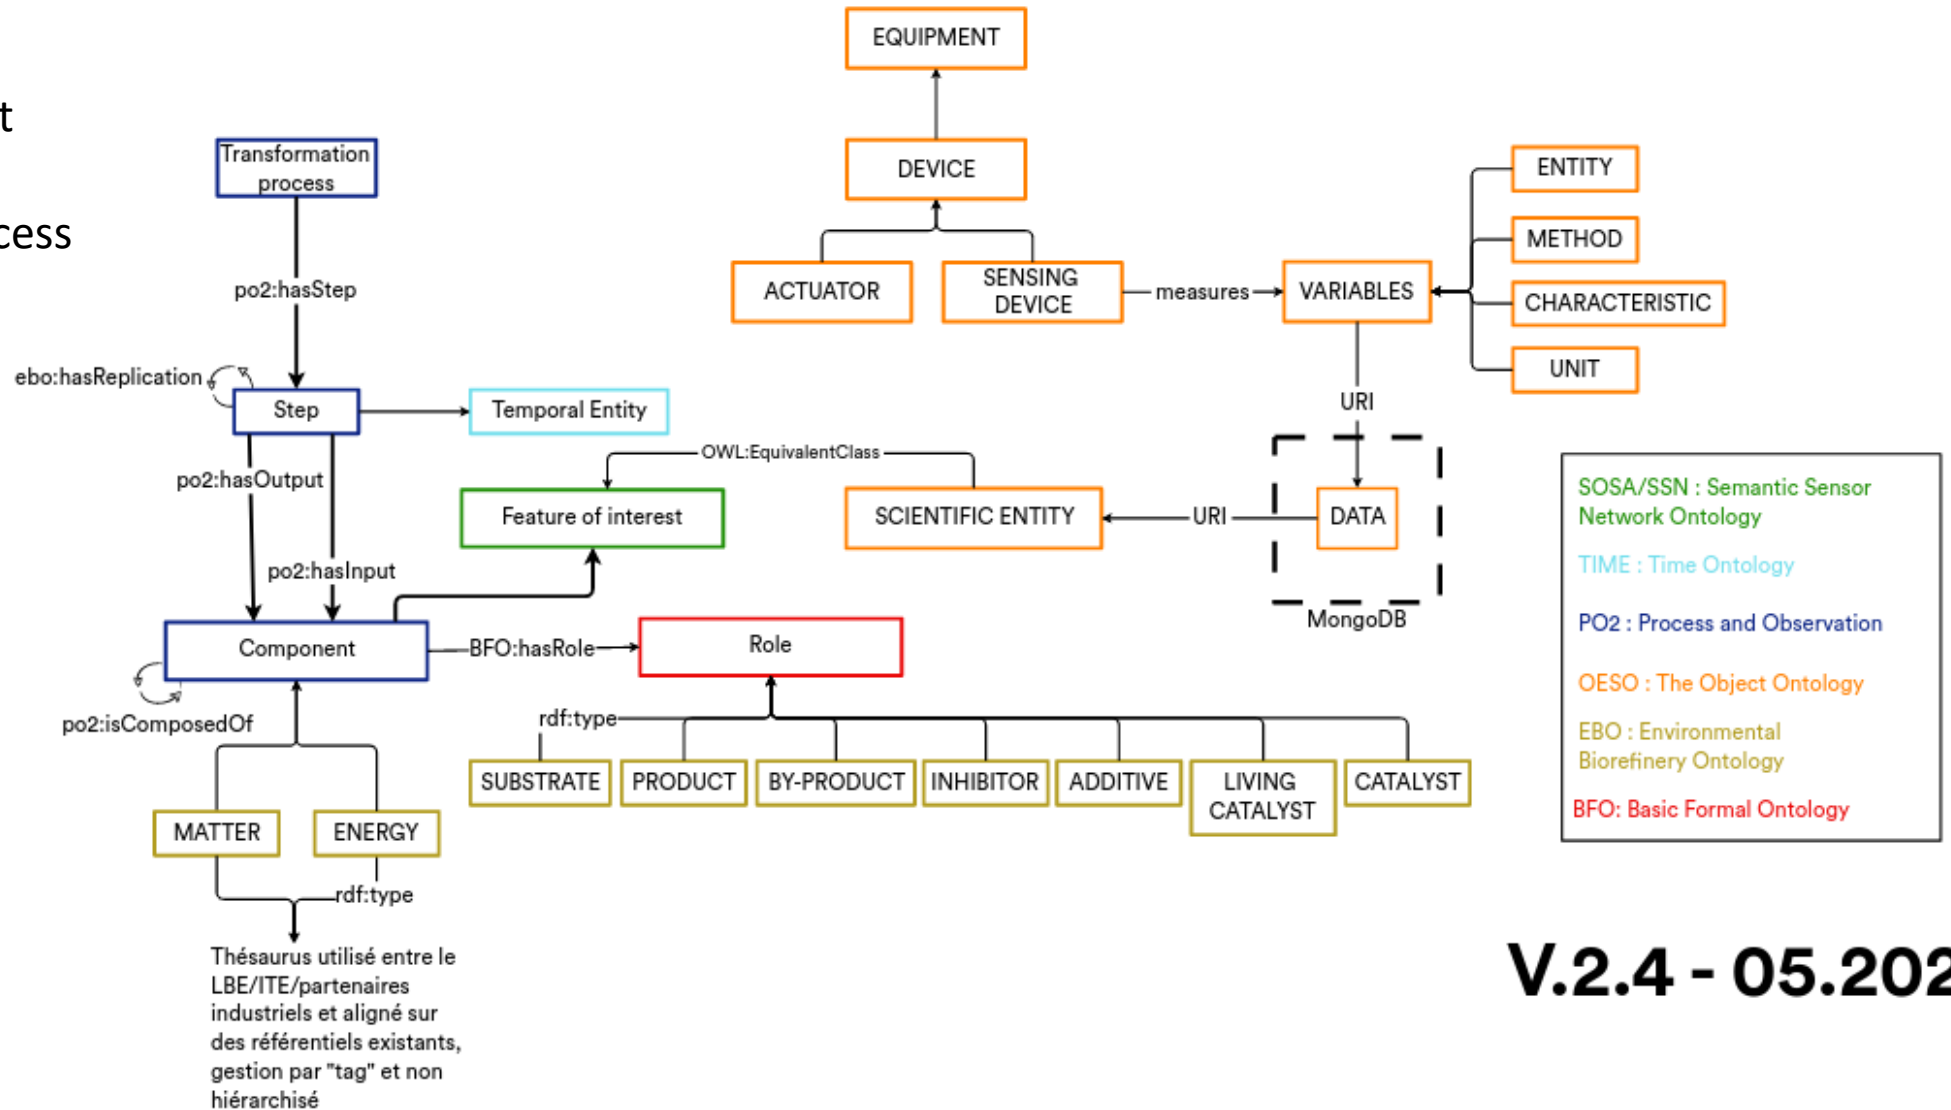 EQUIPMENT
t
Transformation
process
DEVICE
ENTITY
cess
METHOD
po2:hasStep
ACTUATOR
SENSING
DEVICE
measures
VARIABLES
CHARACTERISTIC
ebo:hasReplication
UNIT
Step
Temporal Entity
URI
OWL:EquivalentClass
po2:hasOutput
Feature of interest
SCIENTIFIC ENTITY
URI
DATA
SOSA/SSN : Semantic Sensor
Network Ontology
po2:hasInput
TIME : Time Ontology
MongoDB
PO2 : Process and Observation
Component
BFO:hasRole
Role
OESO : The Object Ontology
po2:isComposedOf
rdf:type
EBO : Environmental
Biorefinery Ontology
SUBSTRATE
PRODUCT
BY-PRODUCT
INHIBITOR
ADDITIVE
LIVING
CATALYST
CATALYST
BFO: Basic Formal Ontology
MATTER
ENERGY
rdf:type
Thésaurus utilisé entre le
LBE/ITE/partenaires
industriels et aligné sur
des référentiels existants,
gestion par "tag" et non
hiérarchisé
V.2.4 - 05.202